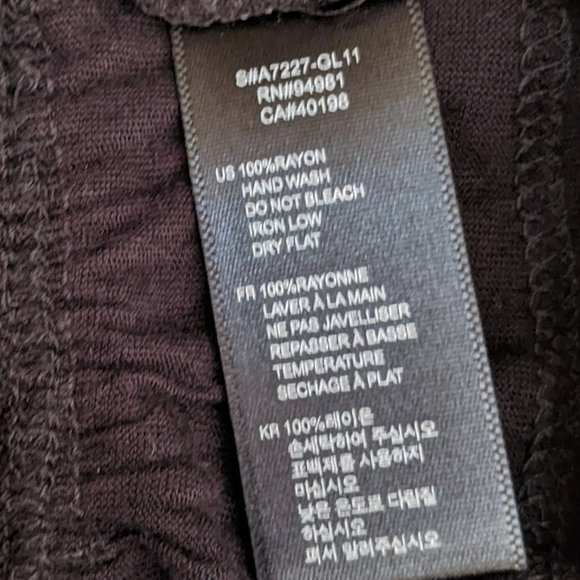 S#A7227-GL11
RN#94981
CA#40198
US 100%RAYON
HAND WASH
DO NOT BLEACH
IRON LOW
DRY FLAT
FR 100%RAYONNE
LAVER À LA MAIN
NE PAS JAVELLISER
REPASSER À BASSE
TEMPERATURE
SECHAGE À PLAT
KR 100%레이온
손세탁하여 주십시오
표백제를 사용하지
마십시오
낮은 온도로 다림질
하십시오
펴서 말려주십시오